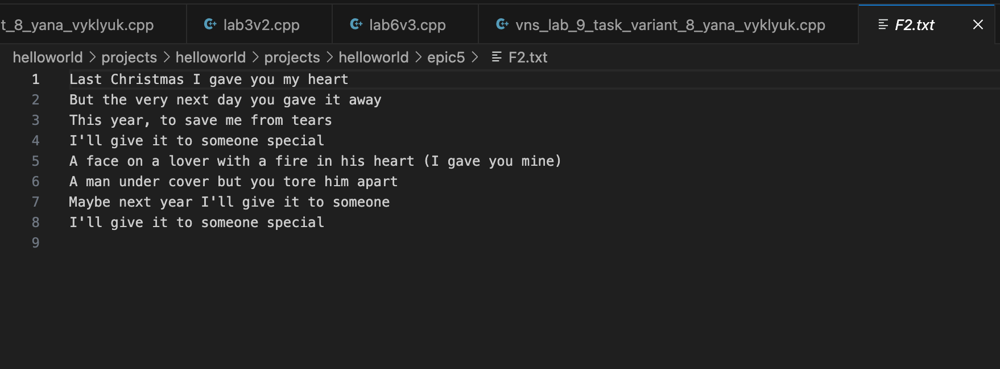 t_8_yana_vyklyuk.cpp lab3v2.cpp lab6v3.cpp vns_lab_9_task_variant_8_yana_vyklyuk.cpp F2.txt
helloworld > projects > helloworld > projects > helloworld > epic5 > F2.txt
1 Last Christmas I gave you my heart
2 But the very next day you gave it away
3 This year, to save me from tears
4 I'll give it to someone special
5 A face on a lover with a fire in his heart (I gave you mine)
6 A man under cover but you tore him apart
7 Maybe next year I'll give it to someone
8 I'll give it to someone special
9